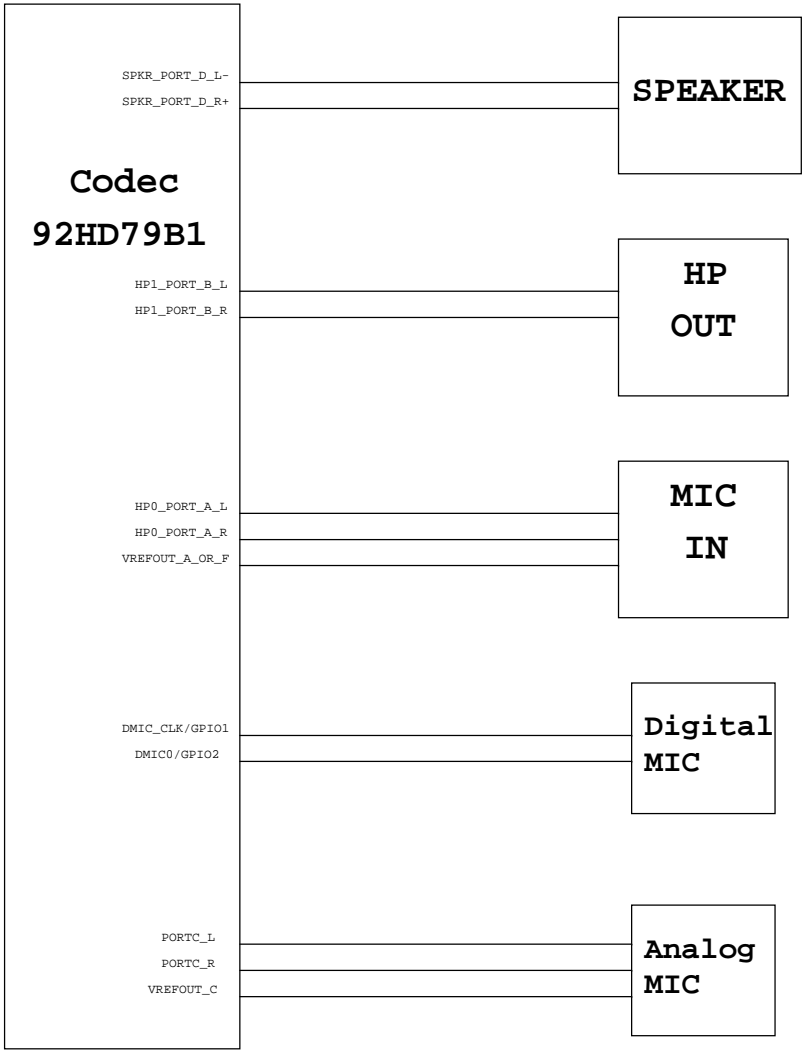 SPKR_PORT_D_L-
SPKR_PORT_D_R+
SPEAKER
Codec
92HD79B1
HP1_PORT_B_L
HP1_PORT_B_R
HP
OUT
HP0_PORT_A_L
HP0_PORT_A_R
VREFOUT_A_OR_F
MIC
IN
DMIC_CLK/GPIO1
DMIC0/GPIO2
Digital
MIC
PORTC_L
PORTC_R
VREFOUT_C
Analog
MIC